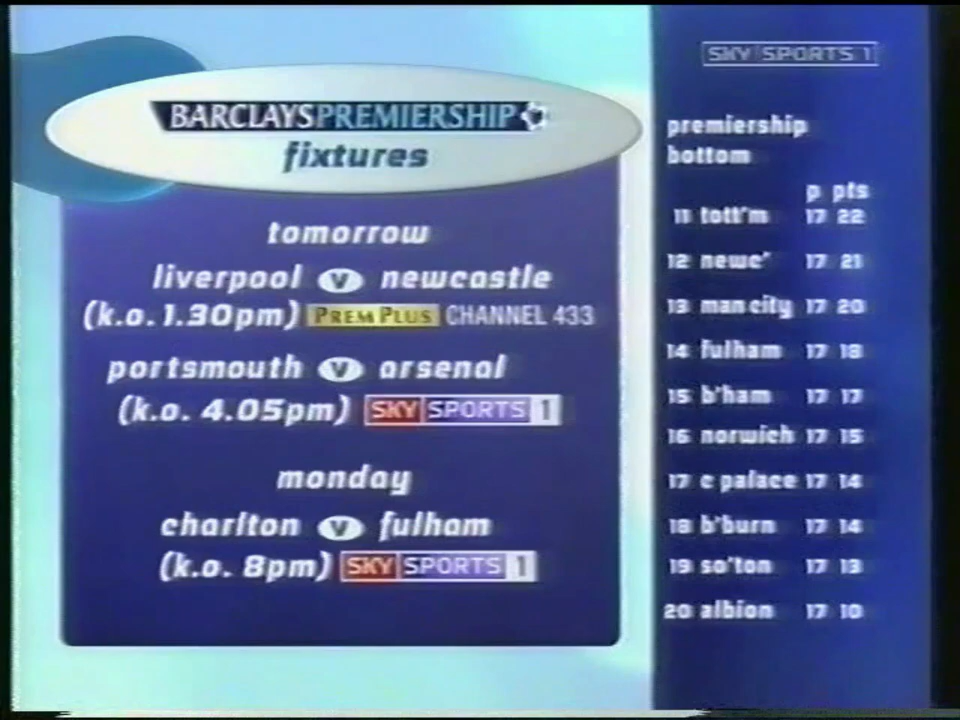 BARCLAYS PREMIERSHIP
fixtures
tomorrow
liverpool v newcastle
(k.o. 1.30pm) PREM PLUS CHANNEL 433
portsmouth v arsenal
(k.o. 4.05pm) SKY SPORTS 1
monday
charlton v fulham
(k.o. 8pm) SKY SPORTS 1
SKY SPORTS 1
premiership
bottom
p pts
11 tott'm 17 22
12 newc' 17 21
13 man city 17 20
14 fulham 17 18
15 b'ham 17 17
16 norwich 17 15
17 c palace 17 14
18 b'burn 17 14
19 so'ton 17 13
20 albion 17 10